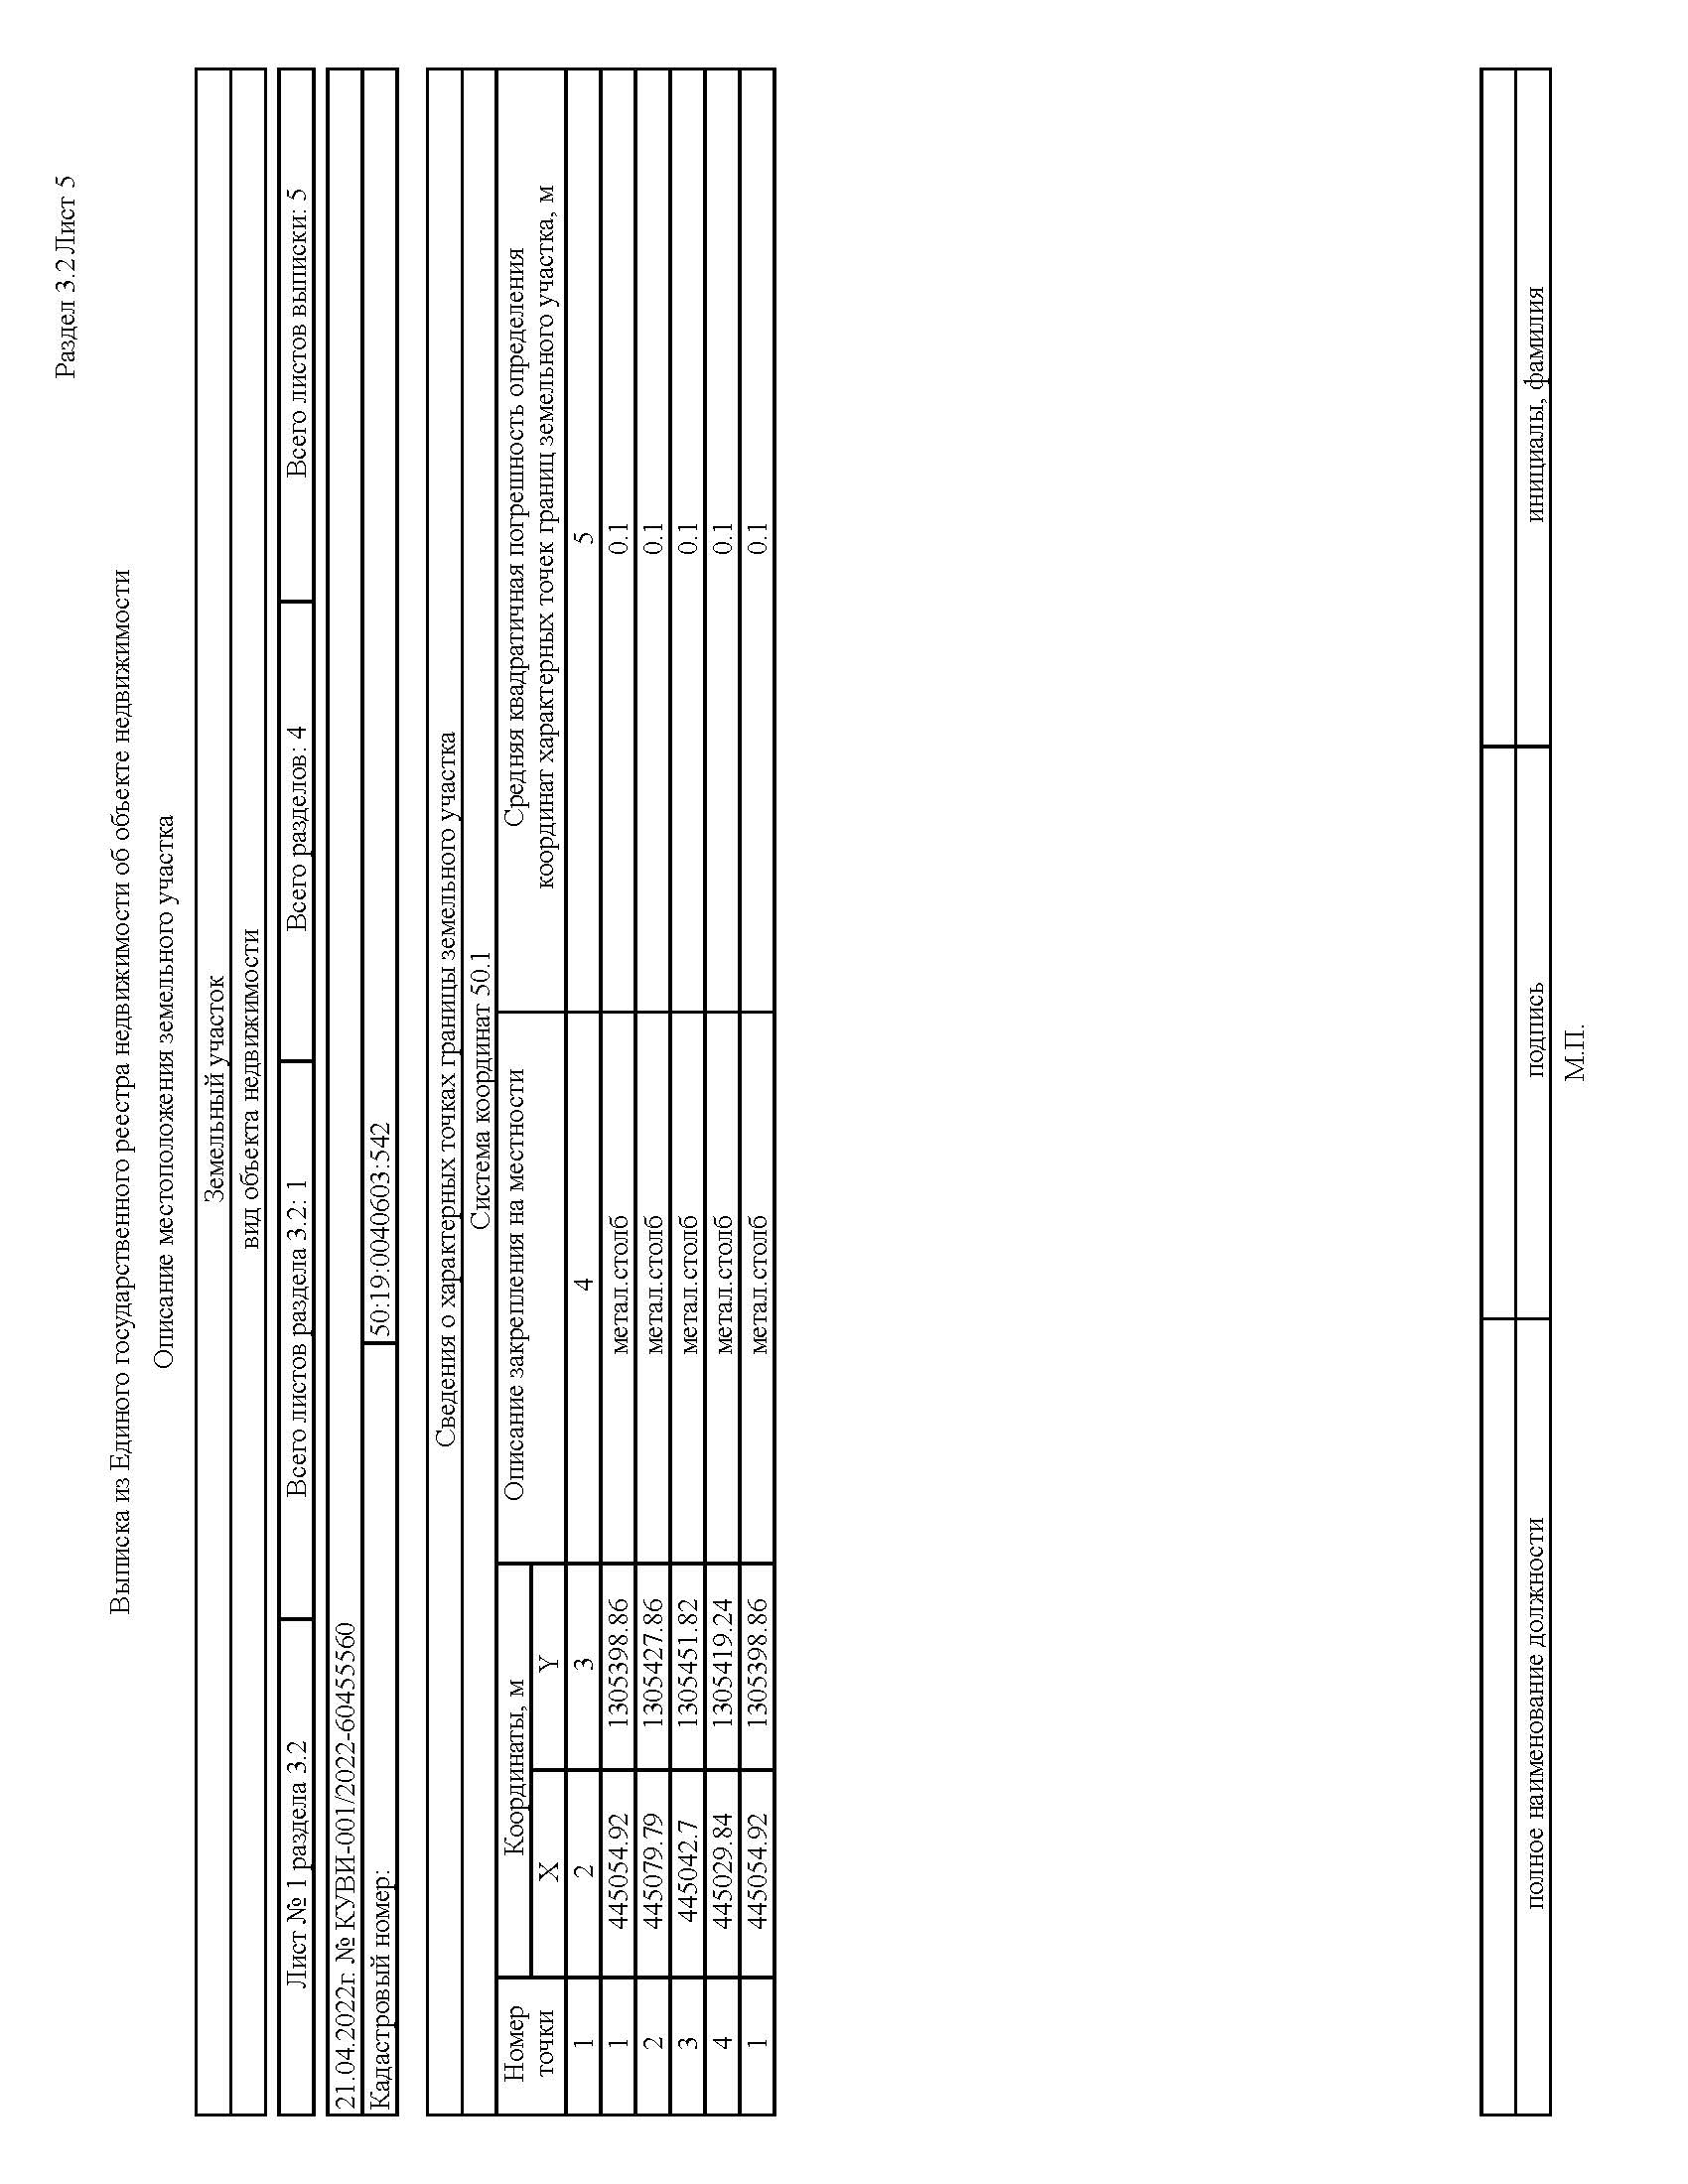 Раздел 3.2 Лист 5
Выписка из Единого государственного реестра недвижимости об объекте недвижимости
Описание местоположения земельного участка
Земельный участок
вид объекта недвижимости
Лист № 1 раздела 3.2 Всего листов раздела 3.2: 1 Всего разделов: 4 Всего листов выписки: 5
21.04.2022г. № КУВИ-001/2022-60455560
Кадастровый номер: 50:19:0040603:542
Сведения о характерных точках границы земельного участка
Система координат 50.1
Номер точки Координаты, м Описание закрепления на местности Средняя квадратичная погрешность определения
координат характерных точек границ земельного участка, м
X Y
1 2 3 4 5
1 445054.92 1305398.86 метал.столб 0.1
2 445079.79 1305427.86 метал.столб 0.1
3 445042.7 1305451.82 метал.столб 0.1
4 445029.84 1305419.24 метал.столб 0.1
1 445054.92 1305398.86 метал.столб 0.1
полное наименование должности подпись инициалы, фамилия
М.П.